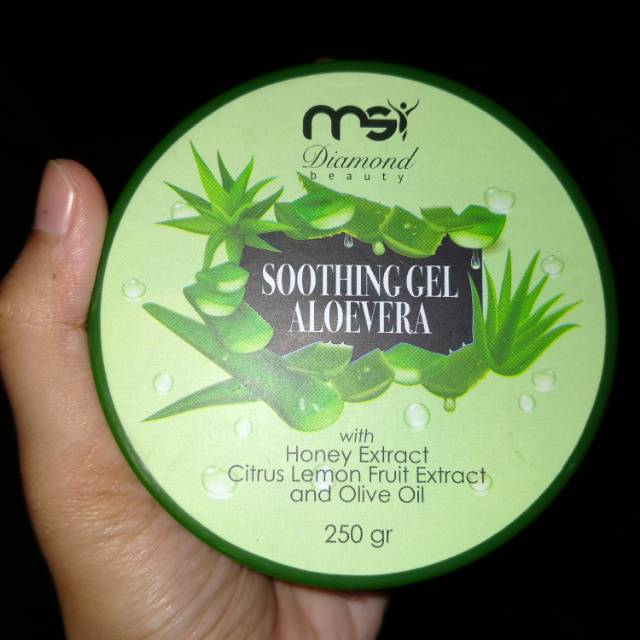 msi
Diamond
beauty
SOOTHING GEL
ALOEVERA
with
Honey Extract
Citrus Lemon Fruit Extract
and Olive Oil
250 gr